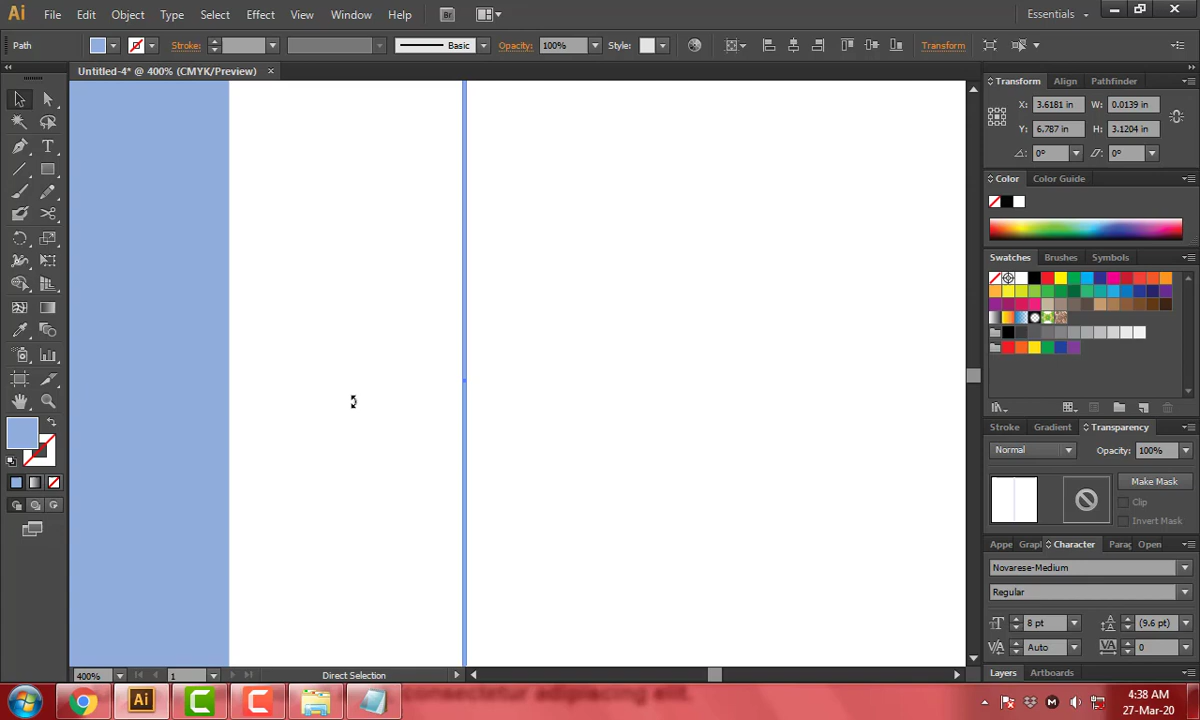 Ai File Edit Object Type Select Effect View Window Help Br Essentials
Path Stroke: Basic Opacity: 100% Style: Transform
Untitled-4* @ 400% (CMYK/Preview) ×
Transform Align Pathfinder
X: 3.6181 in W: 0.0139 in
Y: 6.787 in H: 3.1204 in
0° 0°
Color Color Guide
Swatches Brushes Symbols
Stroke Gradient Transparency
Normal Opacity: 100%
Make Mask
Clip
Invert Mask
Appe Grapl Character Parag Open
Novarese-Medium
Regular
8 pt (9.6 pt)
Auto 0
Layers Artboards
400% 1 Direct Selection
consectetor adipiscing elit.
4:38 AM
27-Mar-20